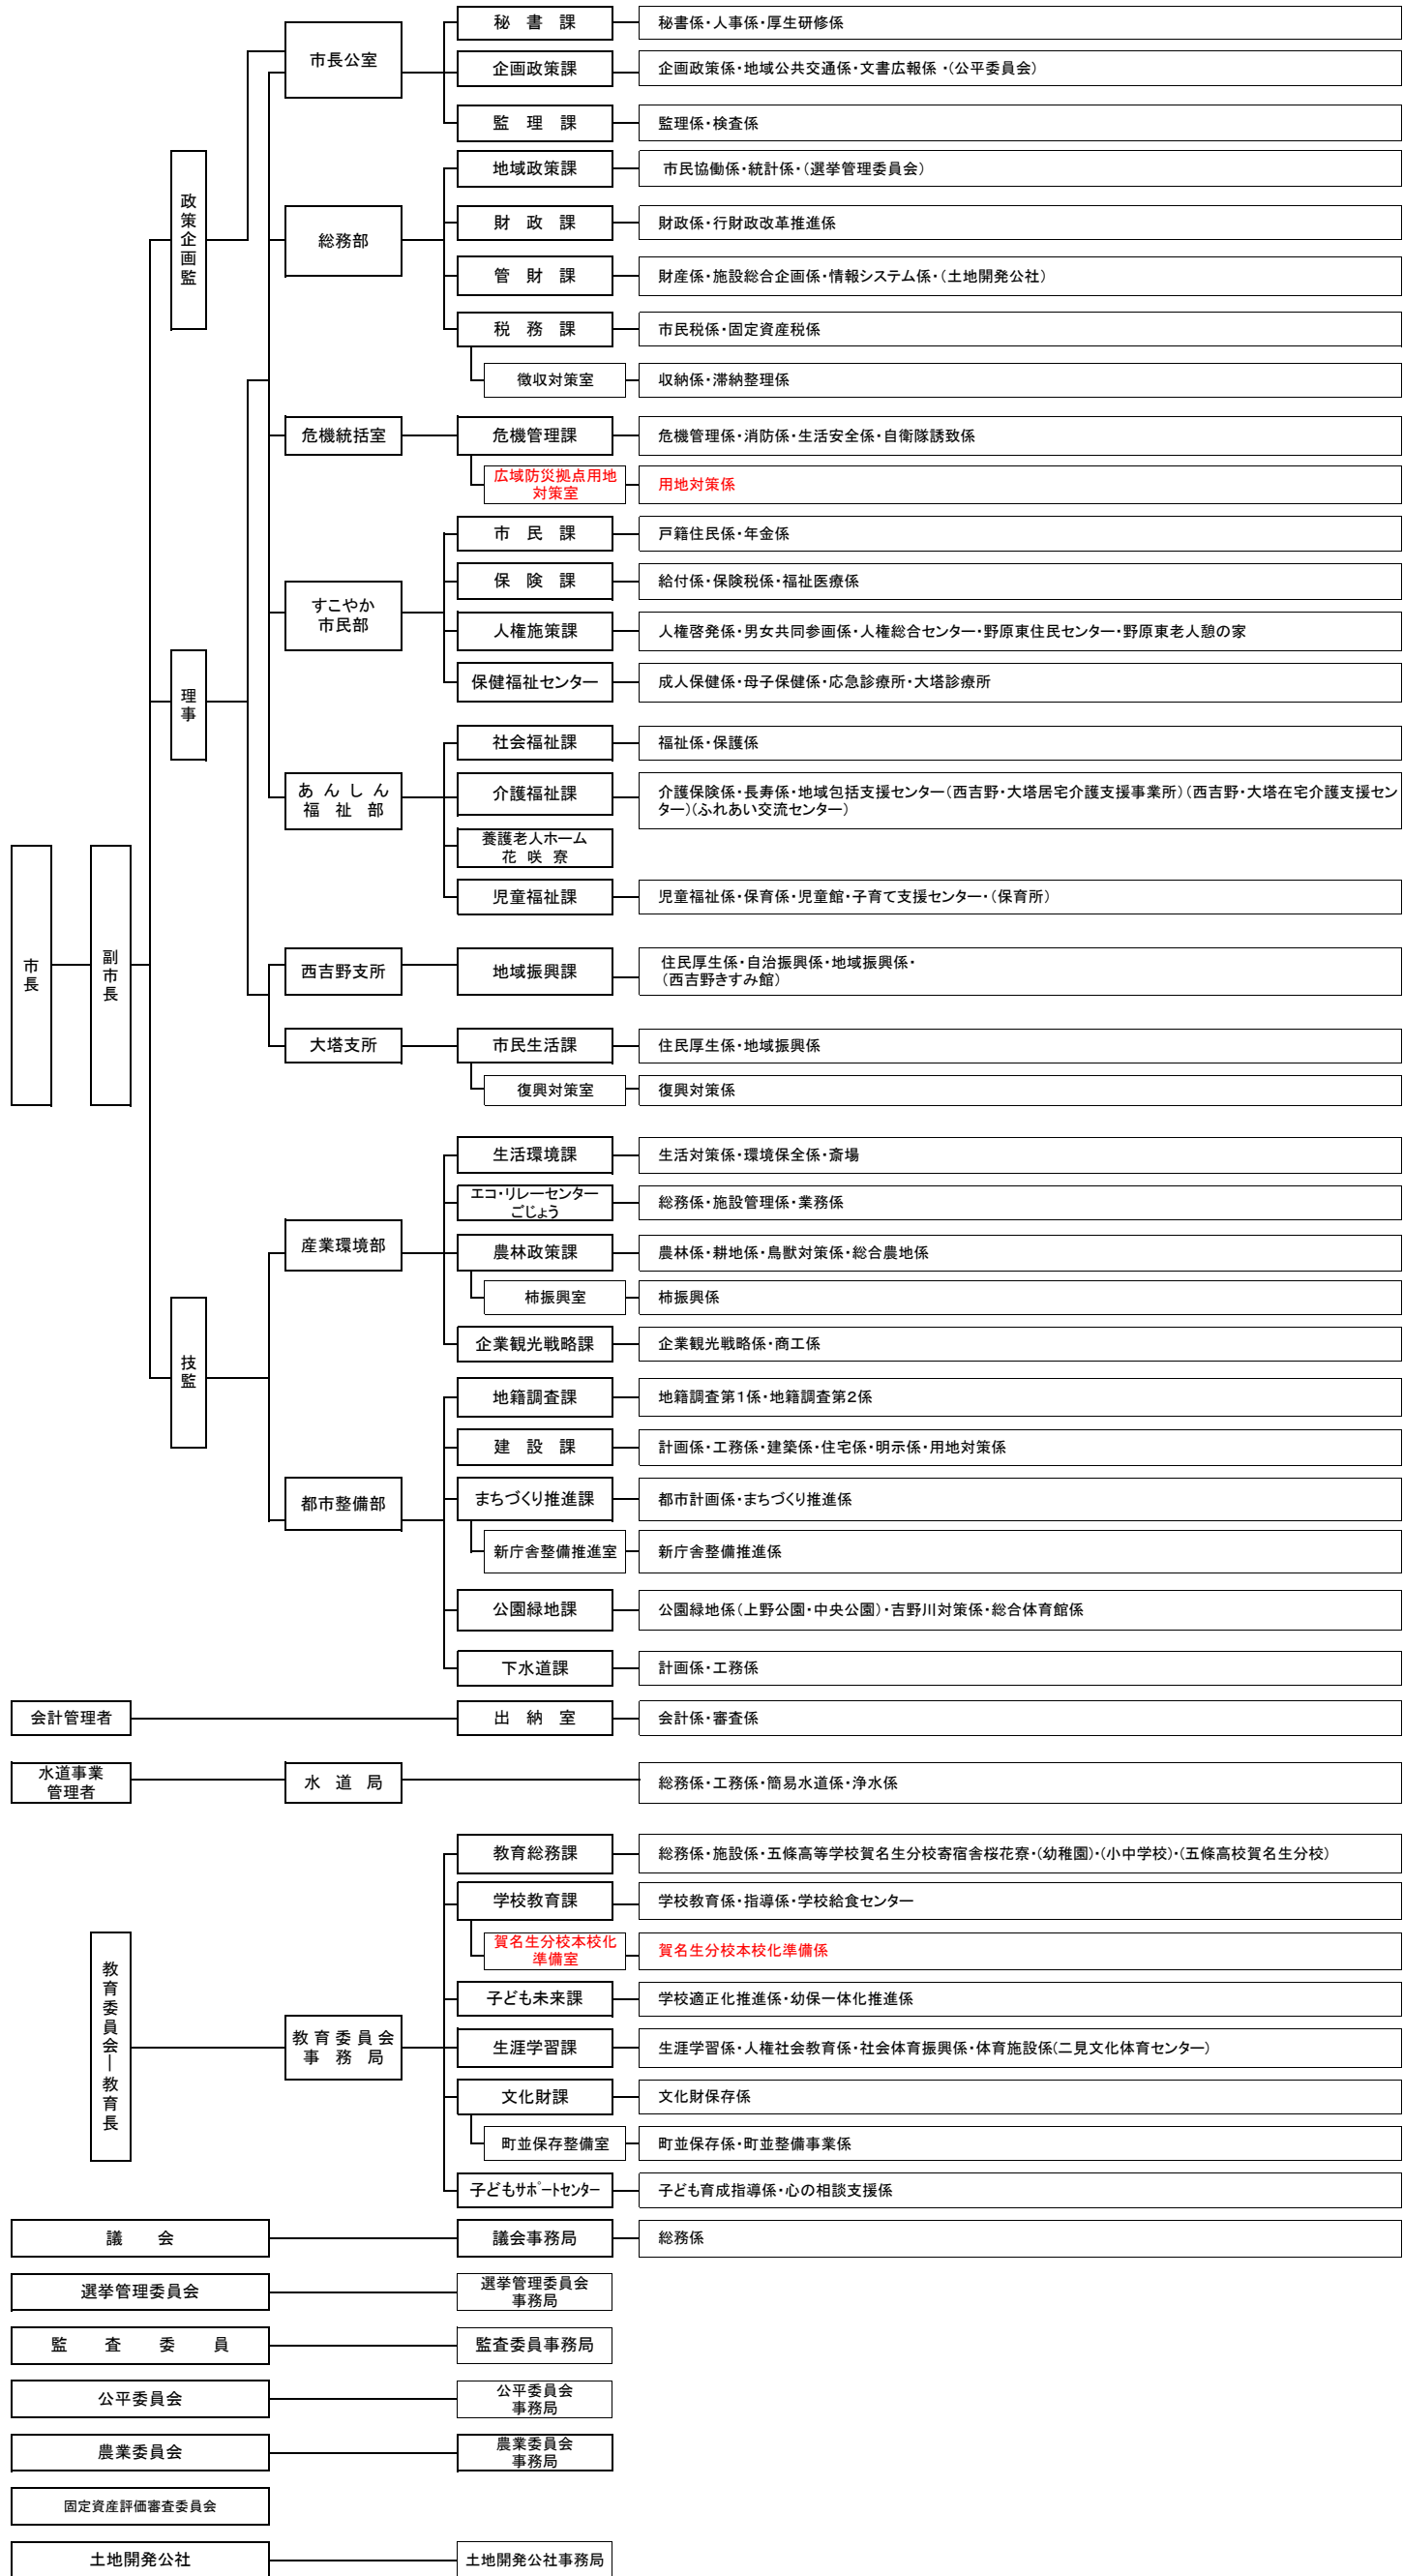 秘　書　課
秘書係・人事係・厚生研修係
市長公室
企画政策課
企画政策係・地域公共交通係・文書広報係 ・（公平委員会）
監　理　課
監理係・検査係
政策企画監
地域政策課
市民協働係・統計係・（選挙管理委員会）
総務部
財　政　課
財政係・行財政改革推進係
管　財　課
財産係・施設総合企画係・情報システム係・（土地開発公社）
税　務　課
市民税係・固定資産税係
徴収対策室
収納係・滞納整理係
危機統括室
危機管理課
危機管理係・消防係・生活安全係・自衛隊誘致係
広域防災拠点用地
対策室
用地対策係
市　民　課
戸籍住民係・年金係
すこやか
市民部
保　険　課
給付係・保険税係・福祉医療係
人権施策課
人権啓発係・男女共同参画係・人権総合センター・野原東住民センター・野原東老人憩の家
理事
保健福祉センター
成人保健係・母子保健係・応急診療所・大塔診療所
社会福祉課
福祉係・保護係
あ ん し ん
福　祉　部
介護福祉課
介護保険係・長寿係・地域包括支援センター（西吉野・大塔居宅介護支援事業所）（西吉野・大塔在宅介護支援セン
ター）（ふれあい交流センター）
養護老人ホーム
花　咲　寮
児童福祉課
児童福祉係・保育係・児童館・子育て支援センター・（保育所）
市長
副市長
西吉野支所
地域振興課
住民厚生係・自治振興係・地域振興係・
（西吉野きすみ館）
大塔支所
市民生活課
住民厚生係・地域振興係
復興対策室
復興対策係
生活環境課
生活対策係・環境保全係・斎場
エコ・リレーセンター
ごじょう
総務係・施設管理係・業務係
産業環境部
農林政策課
農林係・耕地係・鳥獣対策係・総合農地係
柿振興室
柿振興係
企業観光戦略課
企業観光戦略係・商工係
技監
地籍調査課
地籍調査第１係・地籍調査第２係
建　設　課
計画係・工務係・建築係・住宅係・明示係・用地対策係
都市整備部
まちづくり推進課
都市計画係・まちづくり推進係
新庁舎整備推進室
新庁舎整備推進係
公園緑地課
公園緑地係（上野公園・中央公園）・吉野川対策係・総合体育館係
下水道課
計画係・工務係
会計管理者
出　納　室
会計係・審査係
水道事業
管理者
水　道　局
総務係・工務係・簡易水道係・浄水係
教育総務課
総務係・施設係・五條高等学校賀名生分校寄宿舎桜花寮・（幼稚園）・（小中学校）・（五條高校賀名生分校）
学校教育課
学校教育係・指導係・学校給食センター
賀名生分校本校化
準備室
賀名生分校本校化準備係
教育委員会―教育長
子ども未来課
学校適正化推進係・幼保一体化推進係
教 育 委 員 会
事　務　局
生涯学習課
生涯学習係・人権社会教育係・社会体育振興係・体育施設係（二見文化体育センター）
文化財課
文化財保存係
町並保存整備室
町並保存係・町並整備事業係
子どもｻﾎﾟｰﾄｾﾝﾀｰ
子ども育成指導係・心の相談支援係
議　　会
議会事務局
総務係
選挙管理委員会
選挙管理委員会
事務局
監　　査　　委　　員
監査委員事務局
公平委員会
公平委員会
事務局
農業委員会
農業委員会
事務局
固定資産評価審査委員会
土地開発公社
土地開発公社事務局